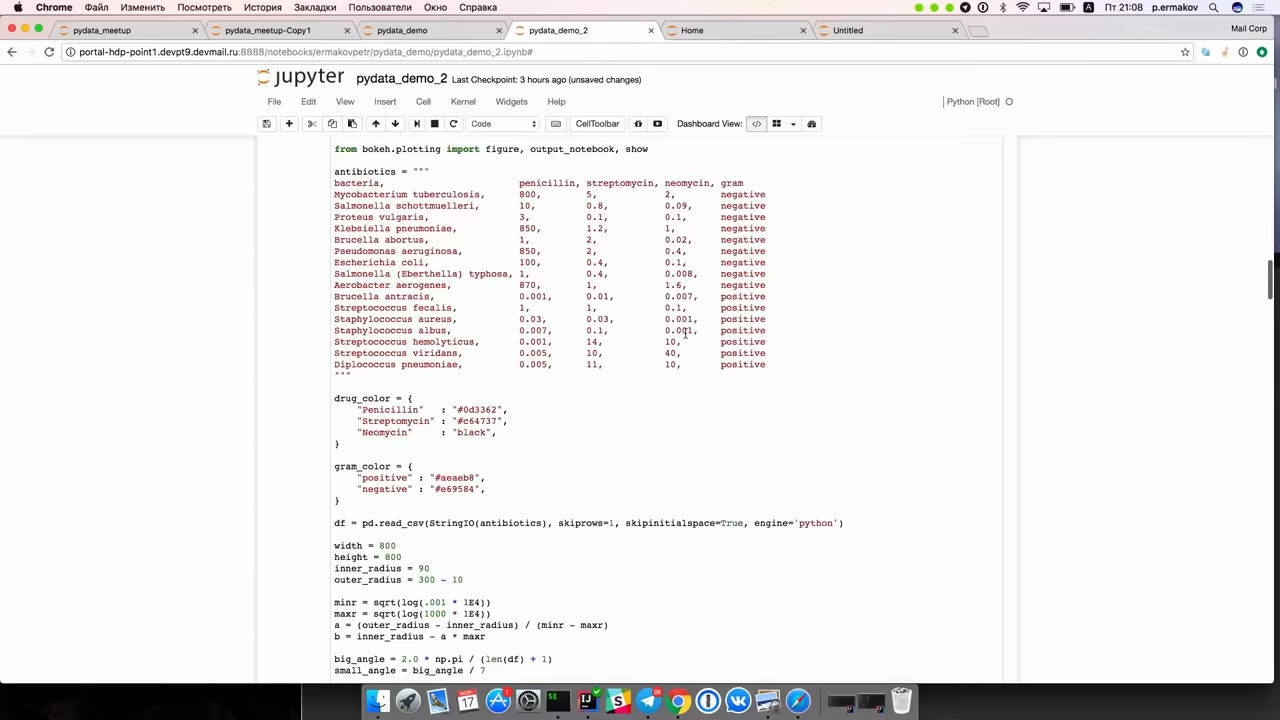 Chrome Файл Изменить Посмотреть История Закладки Пользователи Окно Справка Пт 21:08 p.ermakov
pydata_meetup pydata_meetup-Copy1 pydata_demo pydata_demo_2 Home Untitled Mail Corp
portal-hdp-point1.devpt9.devmail.ru:8888/notebooks/ermakovpetr/pydata_demo/pydata_demo_2.ipynb#
jupyter pydata_demo_2 Last Checkpoint: 3 hours ago (unsaved changes)
File Edit View Insert Cell Kernel Widgets Help Python [Root]
Code CellToolbar Dashboard View: </>
from bokeh.plotting import figure, output_notebook, show
antibiotics = """
bacteria, penicillin, streptomycin, neomycin, gram
Mycobacterium tuberculosis, 800, 5, 2, negative
Salmonella schottmuelleri, 10, 0.8, 0.09, negative
Proteus vulgaris, 3, 0.1, 0.1, negative
Klebsiella pneumoniae, 850, 1.2, 1, negative
Brucella abortus, 1, 2, 0.02, negative
Pseudomonas aeruginosa, 850, 2, 0.4, negative
Escherichia coli, 100, 0.4, 0.1, negative
Salmonella (Eberthella) typhosa, 1, 0.4, 0.008, negative
Aerobacter aerogenes, 870, 1, 1.6, negative
Brucella antracis, 0.001, 0.01, 0.007, positive
Streptococcus fecalis, 1, 1, 0.1, positive
Staphylococcus aureus, 0.03, 0.03, 0.001, positive
Staphylococcus albus, 0.007, 0.1, 0.001, positive
Streptococcus hemolyticus, 0.001, 14, 10, positive
Streptococcus viridans, 0.005, 10, 40, positive
Diplococcus pneumoniae, 0.005, 11, 10, positive
"""
drug_color = {
"Penicillin" : "#0d3362",
"Streptomycin" : "#c64737",
"Neomycin" : "black",
}
gram_color = {
"positive" : "#aeaeb8",
"negative" : "#e69584",
}
df = pd.read_csv(StringIO(antibiotics), skiprows=1, skipinitialspace=True, engine='python')
width = 800
height = 800
inner_radius = 90
outer_radius = 300 - 10
minr = sqrt(log(.001 * 1E4))
maxr = sqrt(log(1000 * 1E4))
a = (outer_radius - inner_radius) / (minr - maxr)
b = inner_radius - a * maxr
big_angle = 2.0 * np.pi / (len(df) + 1)
small_angle = big_angle / 7